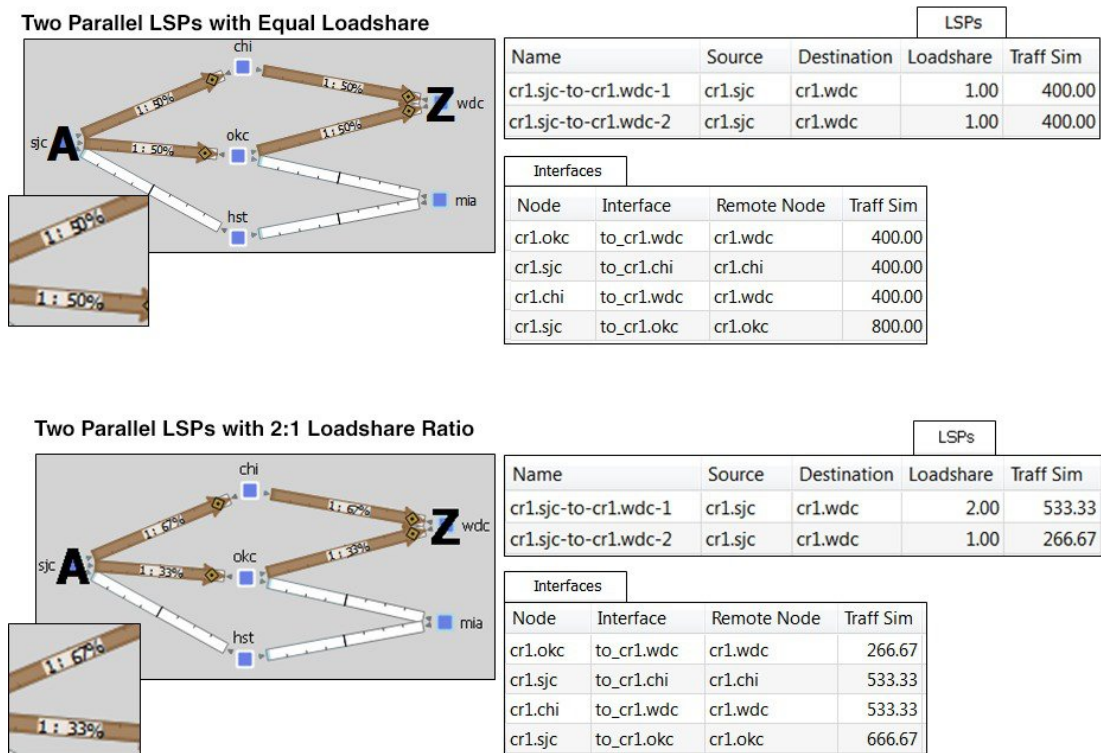 Two Parallel LSPs with Equal Loadshare
chi
1 : 50%
1 : 50%
sjc A
okc
Z wdc
1 : 50%
1 : 50%
mia
hst
1 : 50%
1 : 50%
LSPs
Name Source Destination Loadshare Traff Sim
cr1.sjc-to-cr1.wdc-1 cr1.sjc cr1.wdc 1.00 400.00
cr1.sjc-to-cr1.wdc-2 cr1.sjc cr1.wdc 1.00 400.00
Interfaces
Node Interface Remote Node Traff Sim
cr1.okc to_cr1.wdc cr1.wdc 400.00
cr1.sjc to_cr1.chi cr1.chi 400.00
cr1.chi to_cr1.wdc cr1.wdc 400.00
cr1.sjc to_cr1.okc cr1.okc 800.00
Two Parallel LSPs with 2:1 Loadshare Ratio
chi
1 : 67%
1 : 67%
sjc A
okc
Z wdc
1 : 33%
1 : 33%
mia
hst
1 : 67%
1 : 33%
LSPs
Name Source Destination Loadshare Traff Sim
cr1.sjc-to-cr1.wdc-1 cr1.sjc cr1.wdc 2.00 533.33
cr1.sjc-to-cr1.wdc-2 cr1.sjc cr1.wdc 1.00 266.67
Interfaces
Node Interface Remote Node Traff Sim
cr1.okc to_cr1.wdc cr1.wdc 266.67
cr1.sjc to_cr1.chi cr1.chi 533.33
cr1.chi to_cr1.wdc cr1.wdc 533.33
cr1.sjc to_cr1.okc cr1.okc 666.67